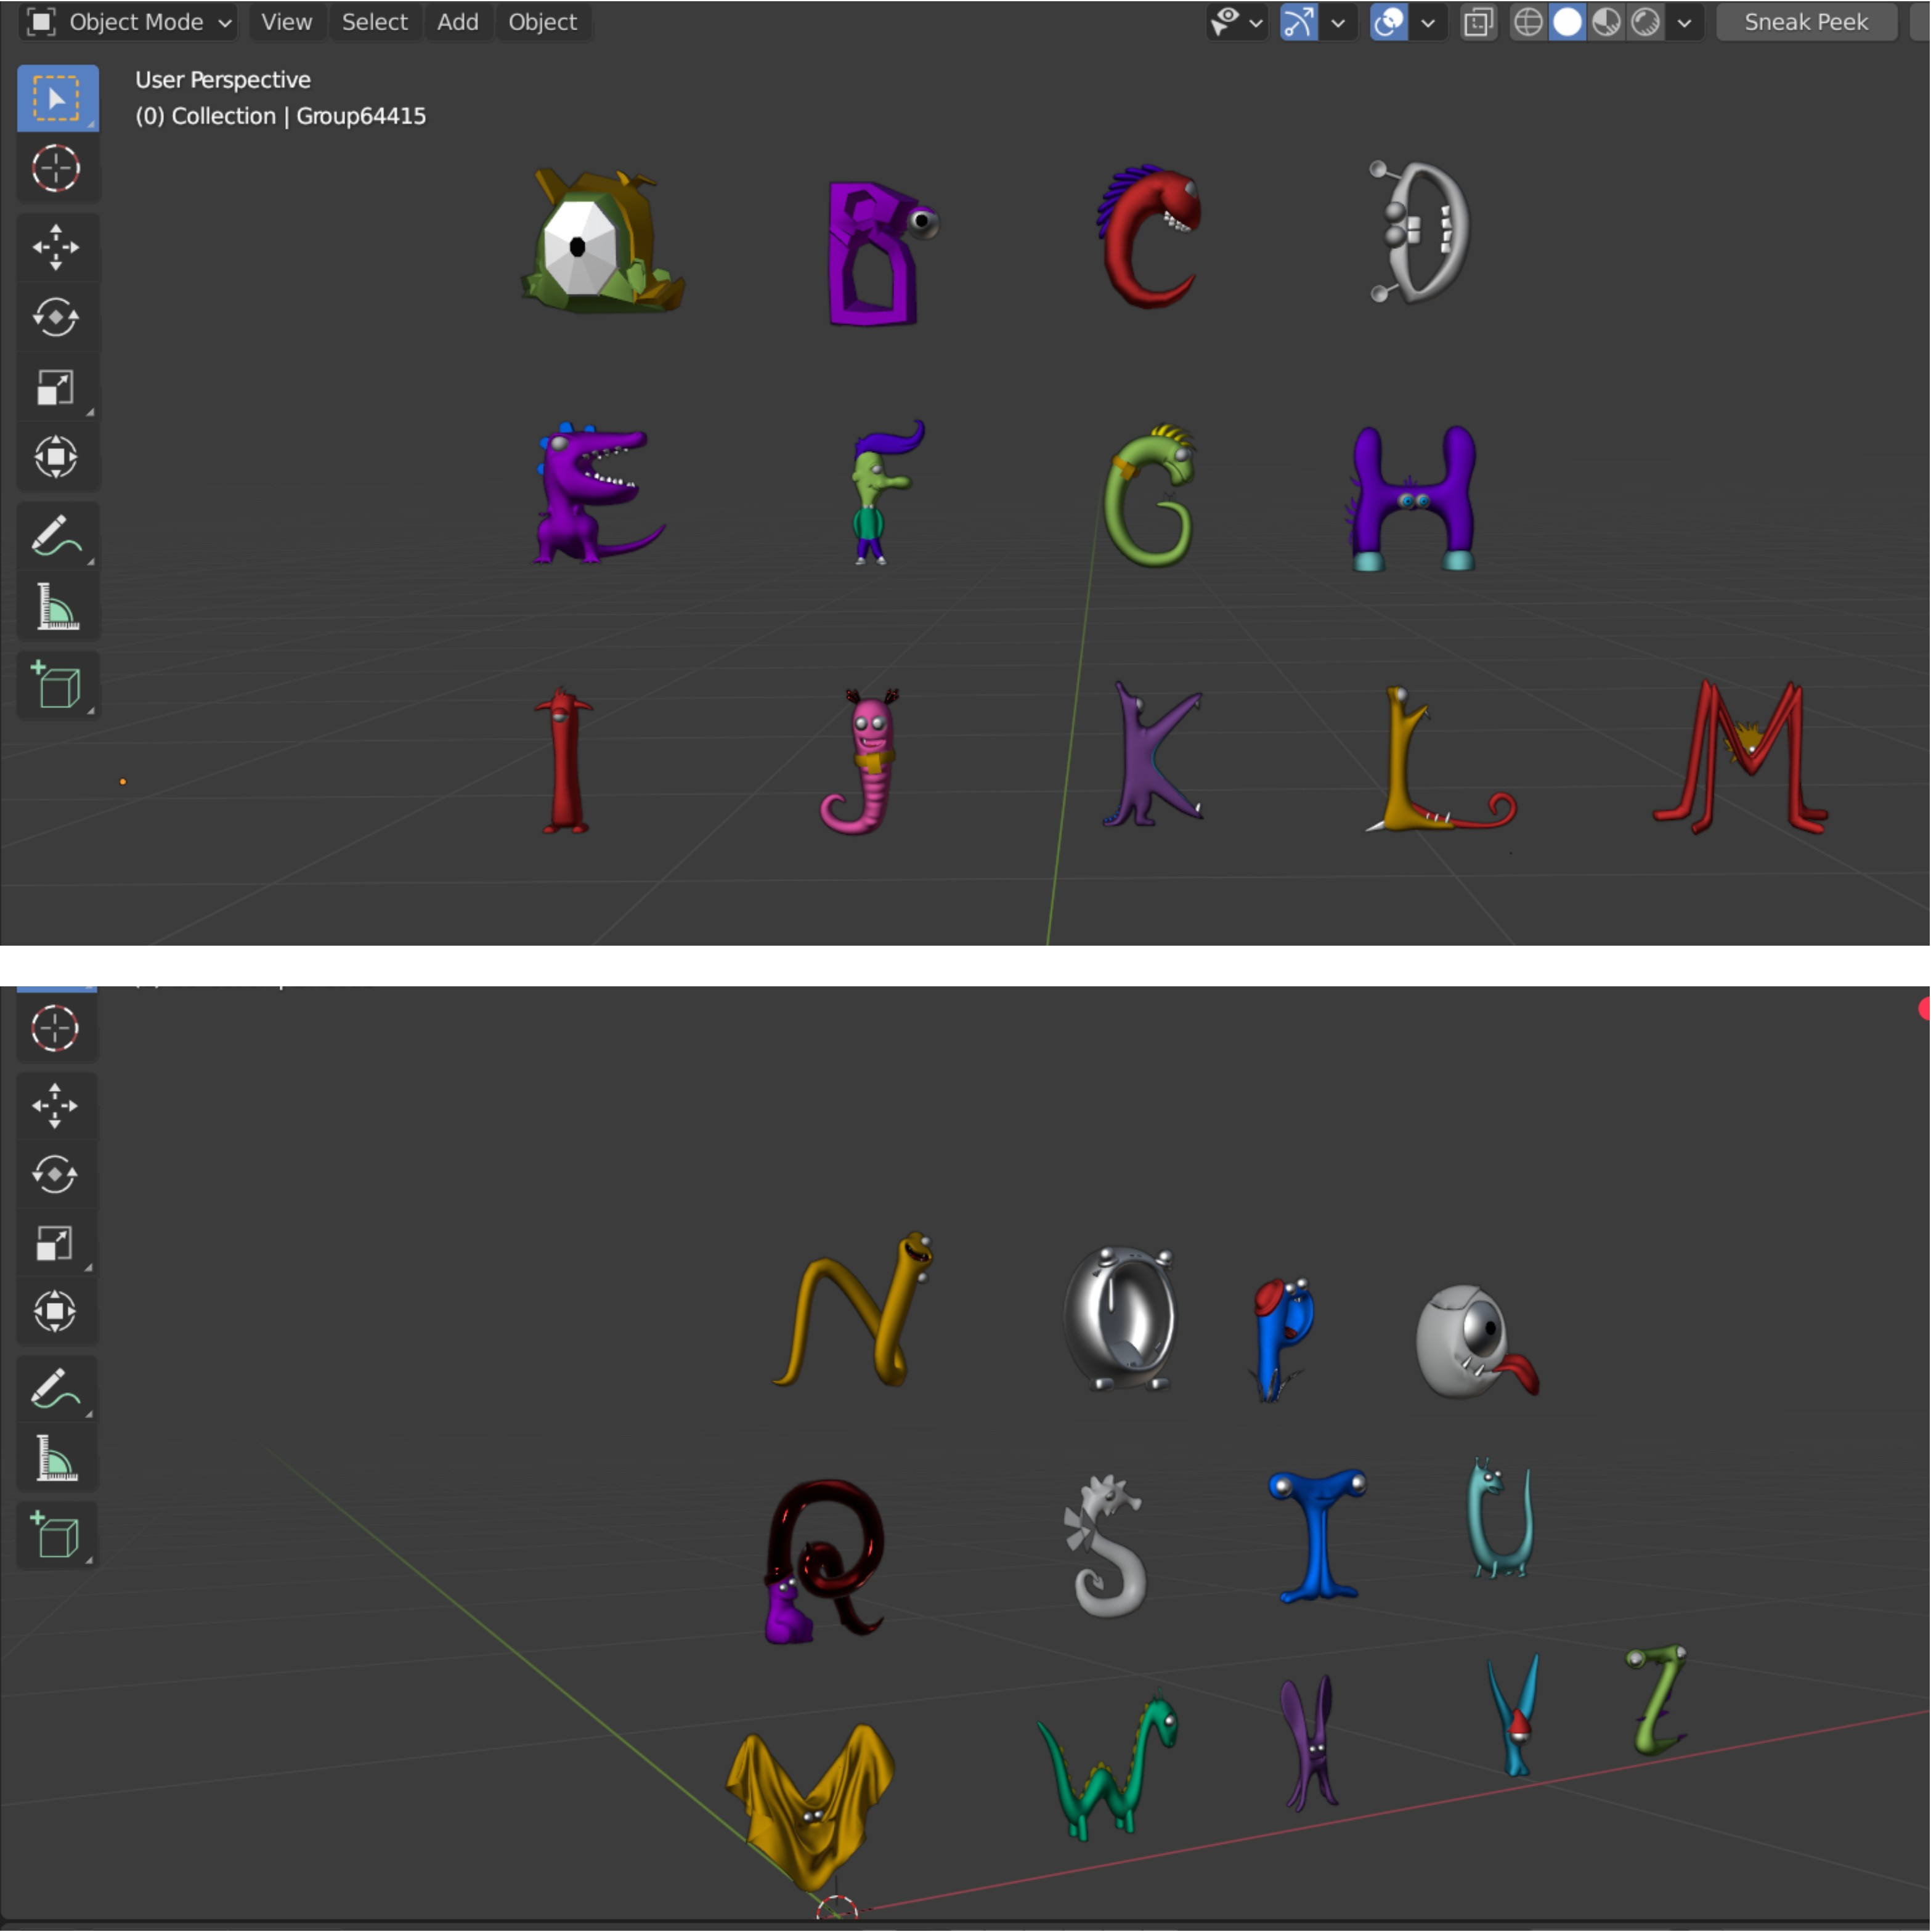 Object Mode View Select Add Object Sneak Peek
User Perspective
(0) Collection | Group64415
A B C D
E F G H
I J K L M
N O P Q
R S T U
V W X Y Z